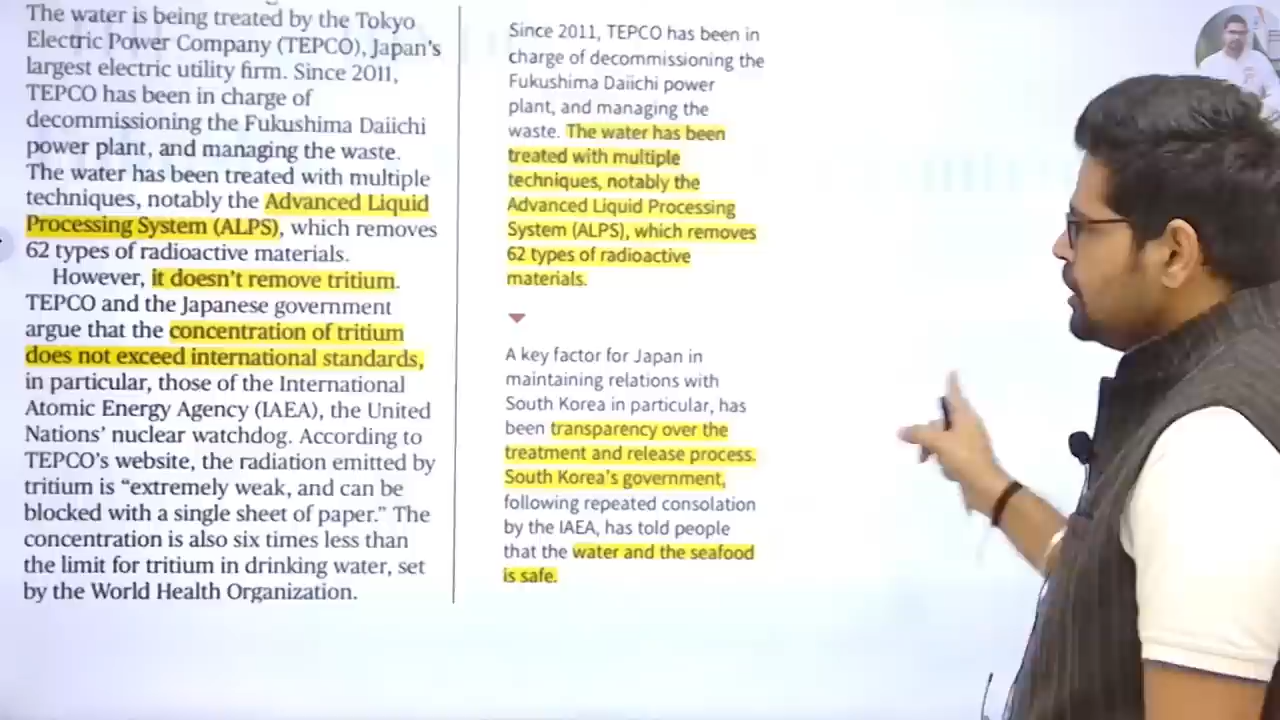 The water is being treated by the Tokyo
Electric Power Company (TEPCO), Japan's
largest electric utility firm. Since 2011,
TEPCO has been in charge of
decommissioning the Fukushima Daiichi
power plant, and managing the waste.
The water has been treated with multiple
techniques, notably the Advanced Liquid
Processing System (ALPS), which removes
62 types of radioactive materials.
However, it doesn't remove tritium.
TEPCO and the Japanese government
argue that the concentration of tritium
does not exceed international standards,
in particular, those of the International
Atomic Energy Agency (IAEA), the United
Nations' nuclear watchdog. According to
TEPCO's website, the radiation emitted by
tritium is “extremely weak, and can be
blocked with a single sheet of paper.” The
concentration is also six times less than
the limit for tritium in drinking water, set
by the World Health Organization.
Since 2011, TEPCO has been in
charge of decommissioning the
Fukushima Daiichi power
plant, and managing the
waste. The water has been
treated with multiple
techniques, notably the
Advanced Liquid Processing
System (ALPS), which removes
62 types of radioactive
materials.
A key factor for Japan in
maintaining relations with
South Korea in particular, has
been transparency over the
treatment and release process.
South Korea's government,
following repeated consolation
by the IAEA, has told people
that the water and the seafood
is safe.